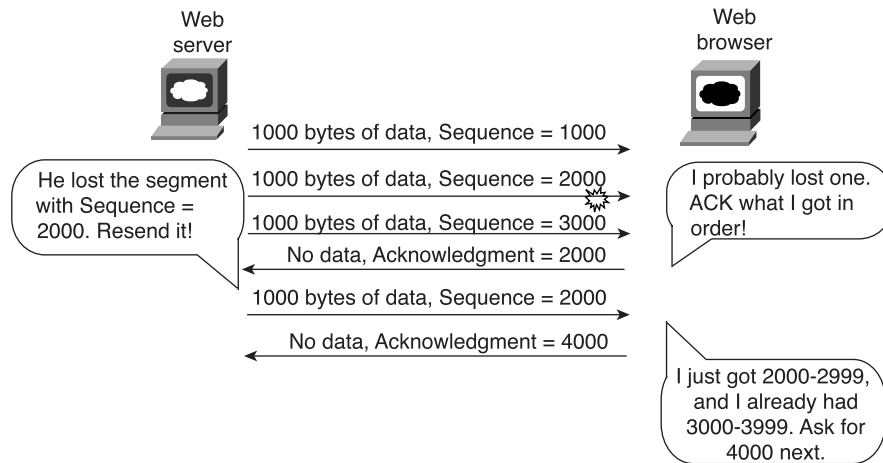 Web
server
Web
browser
1000 bytes of data, Sequence = 1000
He lost the segment
with Sequence =
2000. Resend it!
1000 bytes of data, Sequence = 2000
I probably lost one.
ACK what I got in
order!
1000 bytes of data, Sequence = 3000
No data, Acknowledgment = 2000
1000 bytes of data, Sequence = 2000
No data, Acknowledgment = 4000
I just got 2000-2999,
and I already had
3000-3999. Ask for
4000 next.